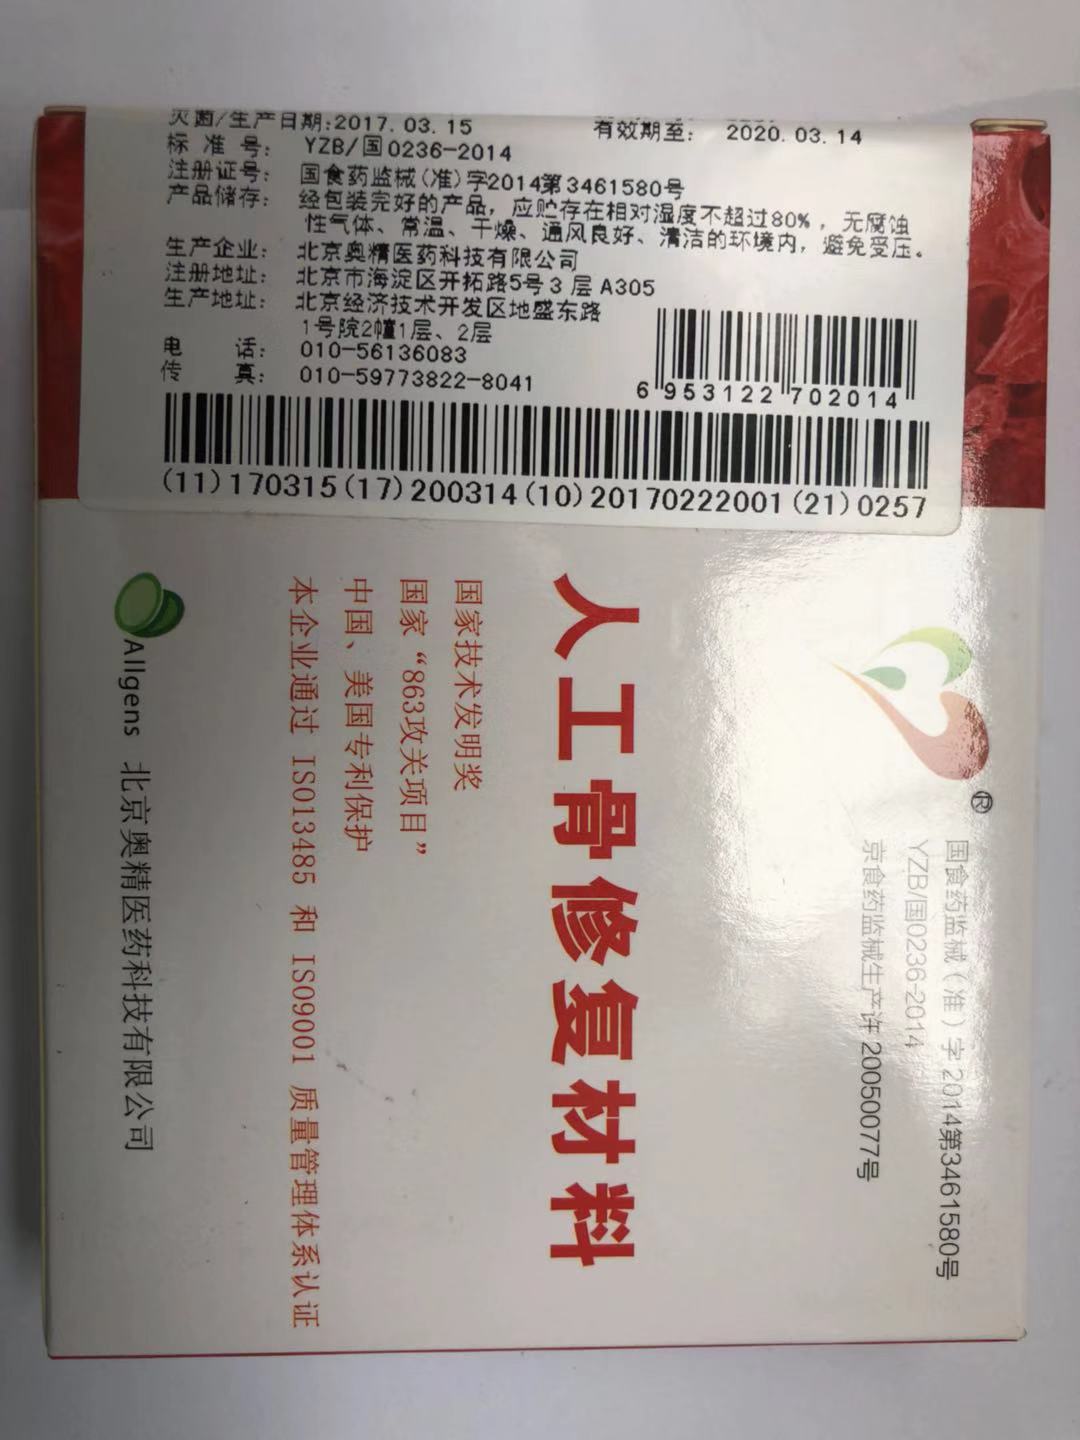 灭菌/生产日期:2017.03.15 有效期至: 2020.03.14
标 准 号: YZB/国0236-2014
注册证号: 国食药监械(准)字2014第3461580号
产品储存: 经包装完好的产品，应贮存在相对湿度不超过80%，无腐蚀
性气体、常温、干燥、通风良好、清洁的环境内，避免受压。
生产企业: 北京奥精医药科技有限公司
注册地址: 北京市海淀区开拓路5号3层A305
生产地址: 北京经济技术开发区地盛东路
1号院2幢1层、2层
电 话: 010-56136083
传 真: 010-59773822-8041
6 953122 702014
(11)170315(17)200314(10)20170222001(21)0257
®
国食药监械（准）字 2014第3461580号
YZB/国0236-2014
京食药监械生产许 20050077号
人工骨修复材料
国家技术发明奖
国家“863攻关项目”
中国、美国专利保护
本企业通过 ISO13485 和 ISO9001 质量管理体系认证
Allgens 北京奥精医药科技有限公司